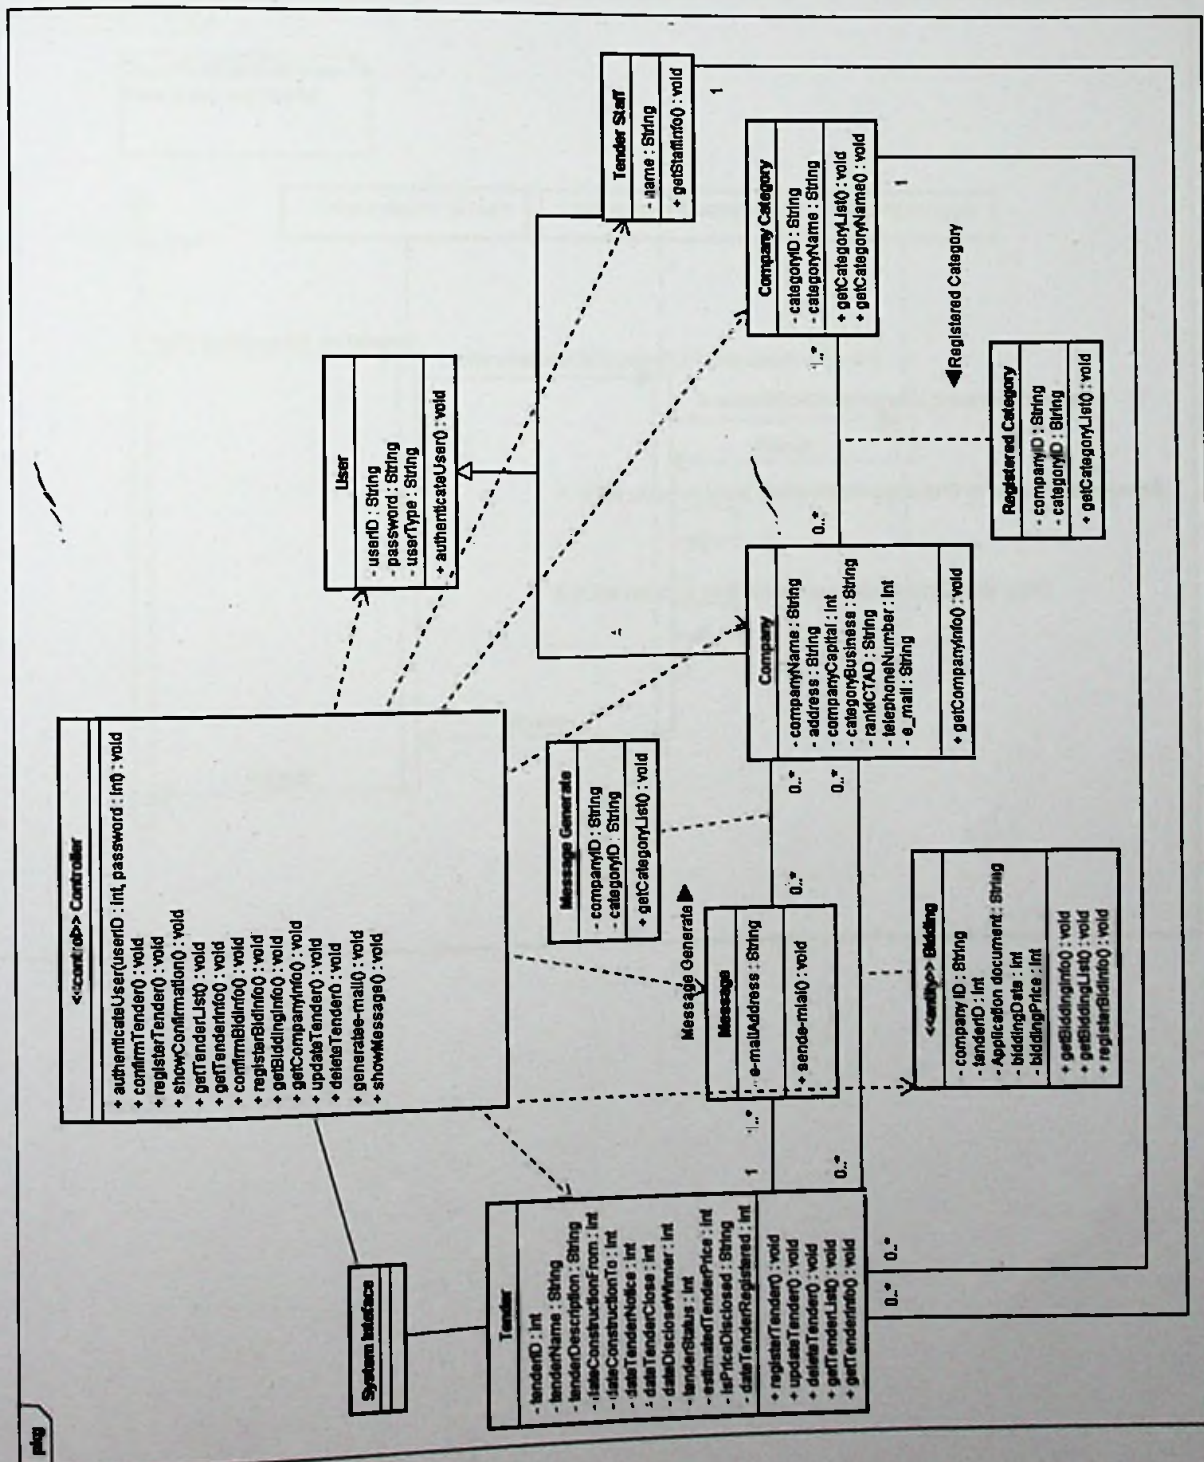 pkg
<<control>> Controller
+ authenticateUser(userID : int, password : int) : void
+ confirmTender() : void
+ registerTender() : void
+ showConfirmation() : void
+ getTenderList() : void
+ getTenderInfo() : void
+ confirmBidInfo() : void
+ registerBidInfo() : void
+ getBiddingInfo() : void
+ getCompanyInfo() : void
+ updateTender() : void
+ deleteTender() : void
+ generatee-mail() : void
+ showMessage() : void
System Interface
User
- userID : String
- password : String
- userType : String
+ authenticateUser() : void
Tender Staff
- name : String
+ getStaffInfo() : void
1
Tender
- tenderID : int
- tenderName : String
- tenderDescription : String
- dateConstructionFrom : int
- dateConstructionTo : int
- dateTenderNotice : int
- dateTenderClose : int
- dateDiscloseWinner : int
- tenderStatus : int
- estimatedTenderPrice : int
- isPriceDisclosed : String
- dateTenderRegistered : int
+ registerTender() : void
+ updateTender() : void
+ deleteTender() : void
+ getTenderList() : void
+ getTenderInfo() : void
Message Generate
- companyID : String
- categoryID : String
+ getCategoryList() : void
Message Generate ▶
Message
- e-mailAddress : String
+ sende-mial() : void
1
1..*
0..*
0..*
0..*
0..*
Company
- companyName : String
- address : String
- companyCapital : int
- categoryBusiness : String
- rankICTAD : String
- telephoneNumber : int
- e_mail : String
+ getCompanyInfo() : void
0..*
1..*
Company Category
- categoryID : String
- categoryName : String
+ getCategoryList() : void
+ getCategoryName() : void
1
◀Registered Category
Registered Category
- companyID : String
- categoryID : String
+ getCategoryList() : void
<<entity>> Bidding
- company ID : String
- tenderID : int
- Application document : String
- biddingDate : int
- biddingPrice : int
+ getBiddingInfo() : void
+ getBiddingList() : void
+ registerBidInfo() : void
0..*
0..*